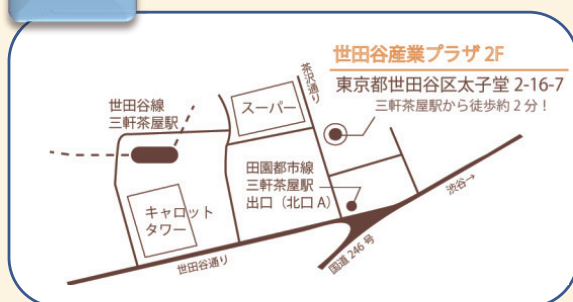 世田谷産業プラザ 2F
東京都世田谷区太子堂 2-16-7
三軒茶屋駅から徒歩約 2 分！
茶沢通り
スーパー
世田谷線
三軒茶屋駅
田園都市線
三軒茶屋駅
出口（北口 A）
キャロット
タワー
渋谷→
世田谷通り
国道 246 号